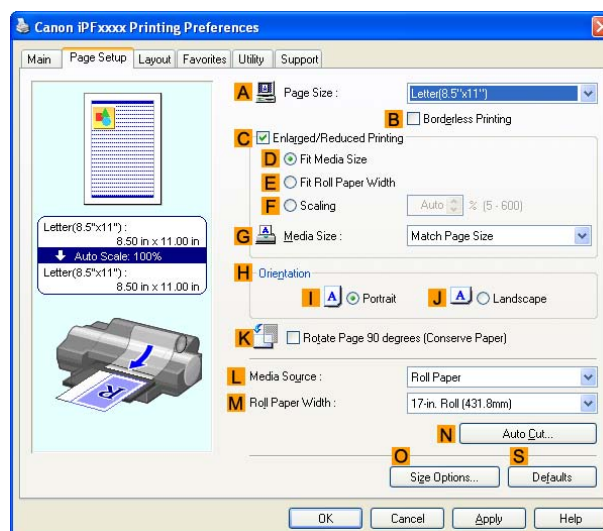 Canon iPFxxxx Printing Preferences
Main Page Setup Layout Favorites Utility Support
A Page Size : Letter(8.5"x11")
B Borderless Printing
C Enlarged/Reduced Printing
D Fit Media Size
E Fit Roll Paper Width
F Scaling Auto % (5 - 600)
G A Media Size : Match Page Size
Letter(8.5"x11") :
8.50 in x 11.00 in
Auto Scale: 100%
Letter(8.5"x11") :
8.50 in x 11.00 in
H Orientation
I A Portrait J A Landscape
K Rotate Page 90 degrees (Conserve Paper)
R
L Media Source : Roll Paper
M Roll Paper Width : 17-in. Roll (431.8mm)
N Auto Cut...
O S
Size Options... Defaults
OK Cancel Apply Help